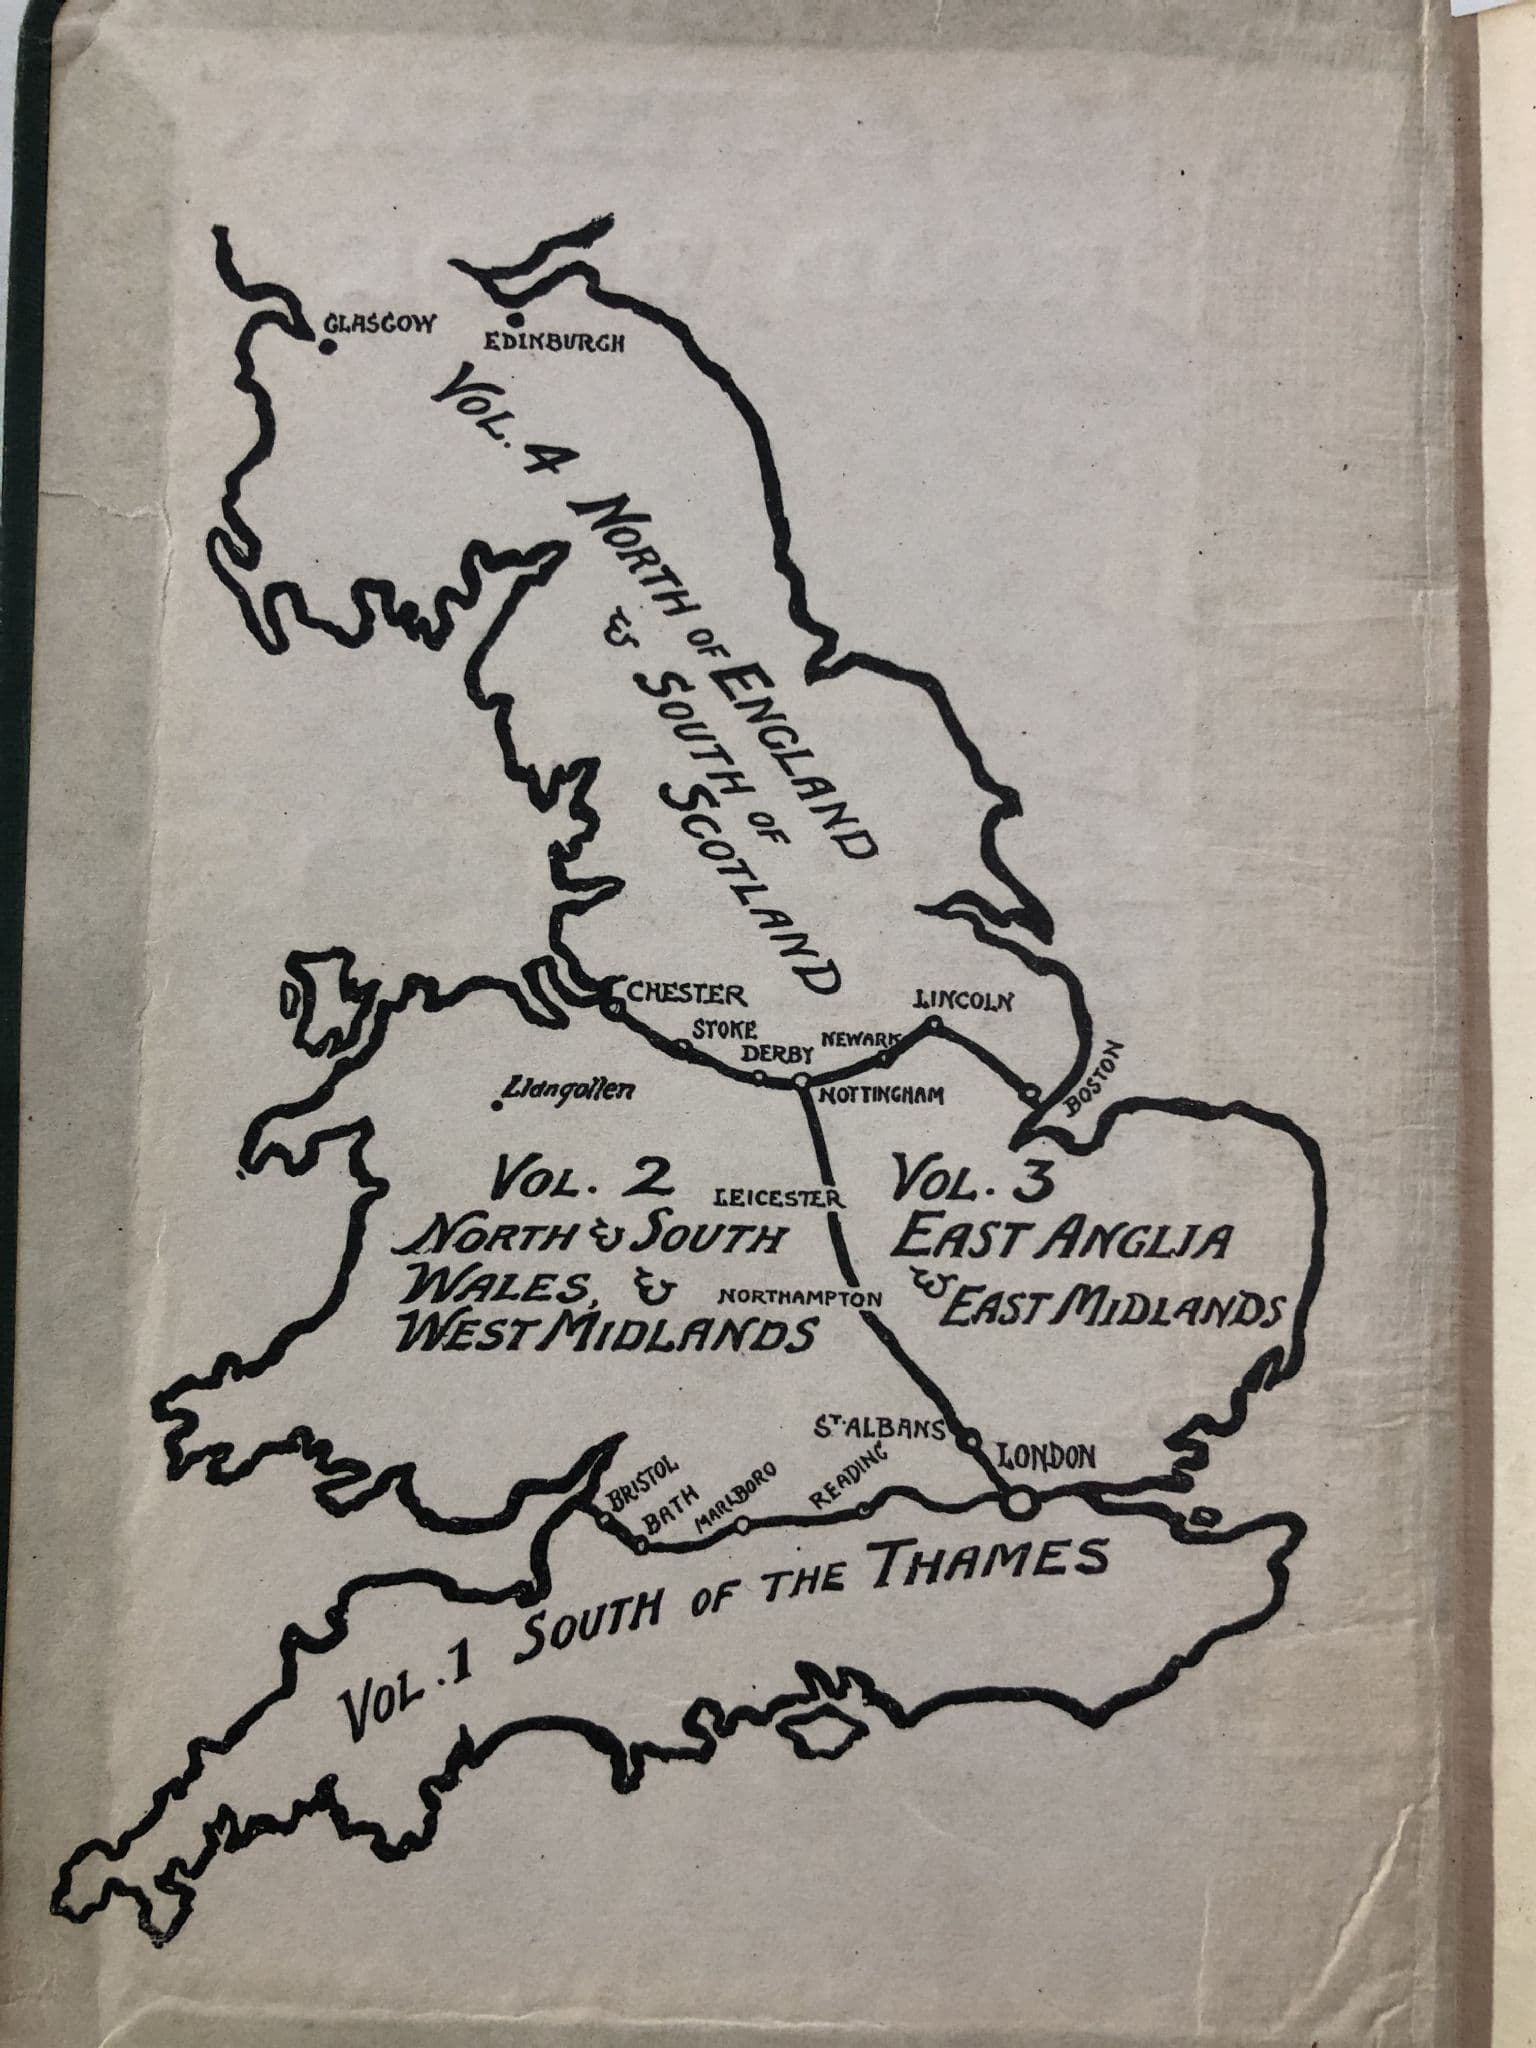 GLASGOW
EDINBURGH
VOL. 4
NORTH OF ENGLAND
& SOUTH OF
SCOTLAND
CHESTER
STOKE
DERBY
NEWARK
LINCOLN
NOTTINGHAM
BOSTON
Llangollen
VOL. 2
NORTH & SOUTH
WALES, &
WEST MIDLANDS
LEICESTER
NORTHAMPTON
VOL. 3
EAST ANGLIA
& EAST MIDLANDS
ST. ALBANS
LONDON
BRISTOL
BATH
MARLBORO
READING
VOL. 1 SOUTH OF THE THAMES